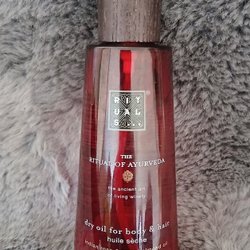 RIT
UAL
S...
THE
RITUAL OF AYURVEDA
the ancient art
of living wisely
dry oil for body & hair
huile sèche